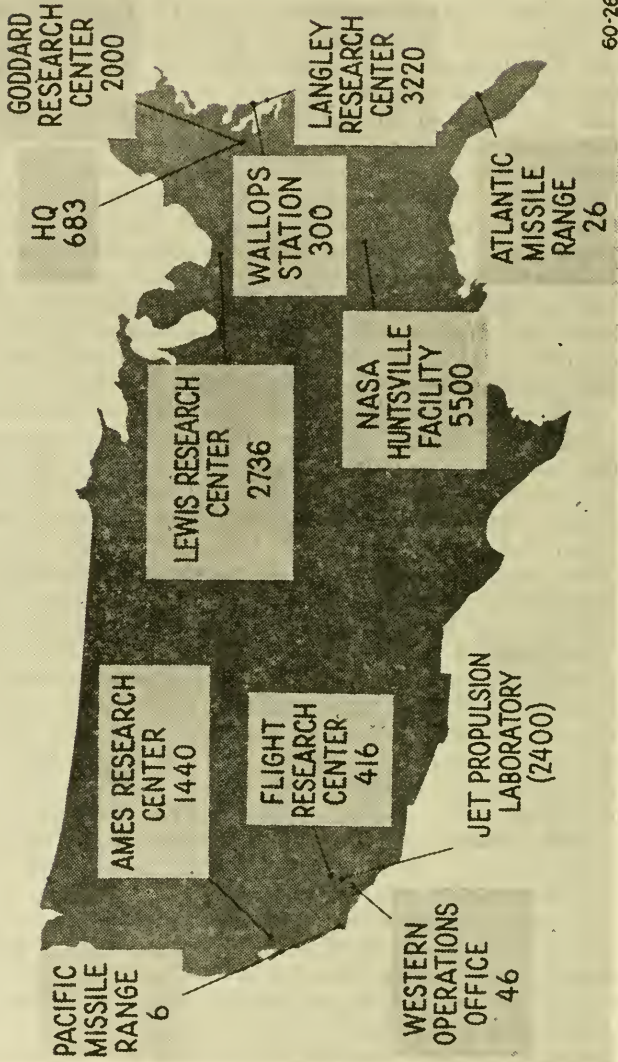 PACIFIC
MISSILE
RANGE
6
AMES RESEARCH
CENTER
1440
FLIGHT
RESEARCH
CENTER
416
WESTERN
OPERATIONS
OFFICE
46
JET PROPULSION
LABORATORY
(2400)
LEWIS RESEARCH
CENTER
2736
NASA
HUNTSVILLE
FACILITY
5500
HQ
683
GODDARD
RESEARCH
CENTER
2000
WALLOPS
STATION
300
LANGLEY
RESEARCH
CENTER
3220
ATLANTIC
MISSILE
RANGE
26
60-26